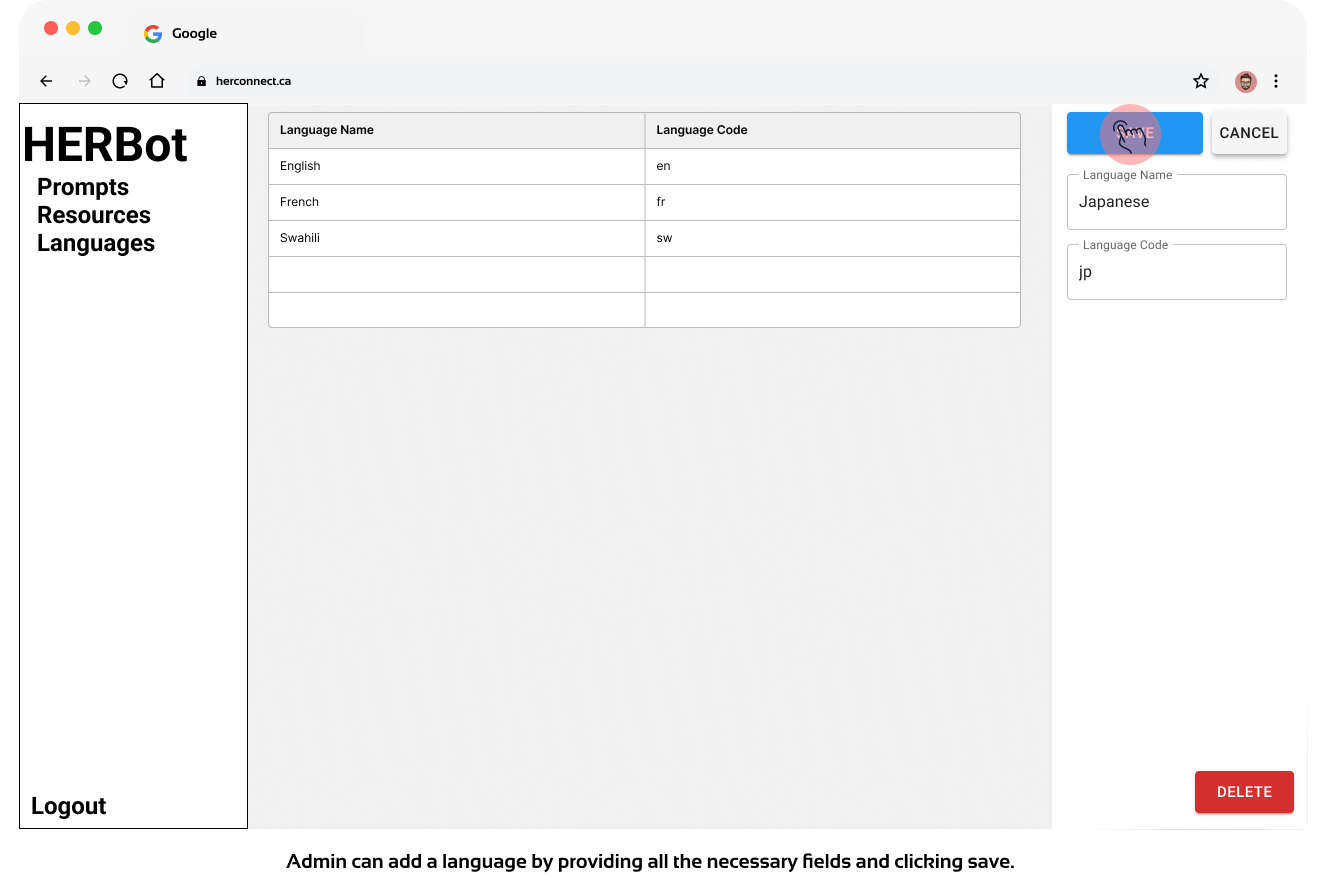 Google
herconnect.ca
HERBot
Prompts
Resources
Languages
Logout
Language Name Language Code
English en
French fr
Swahili sw
SAVE CANCEL
Language Name
Japanese
Language Code
jp
DELETE
Admin can add a language by providing all the necessary fields and clicking save.